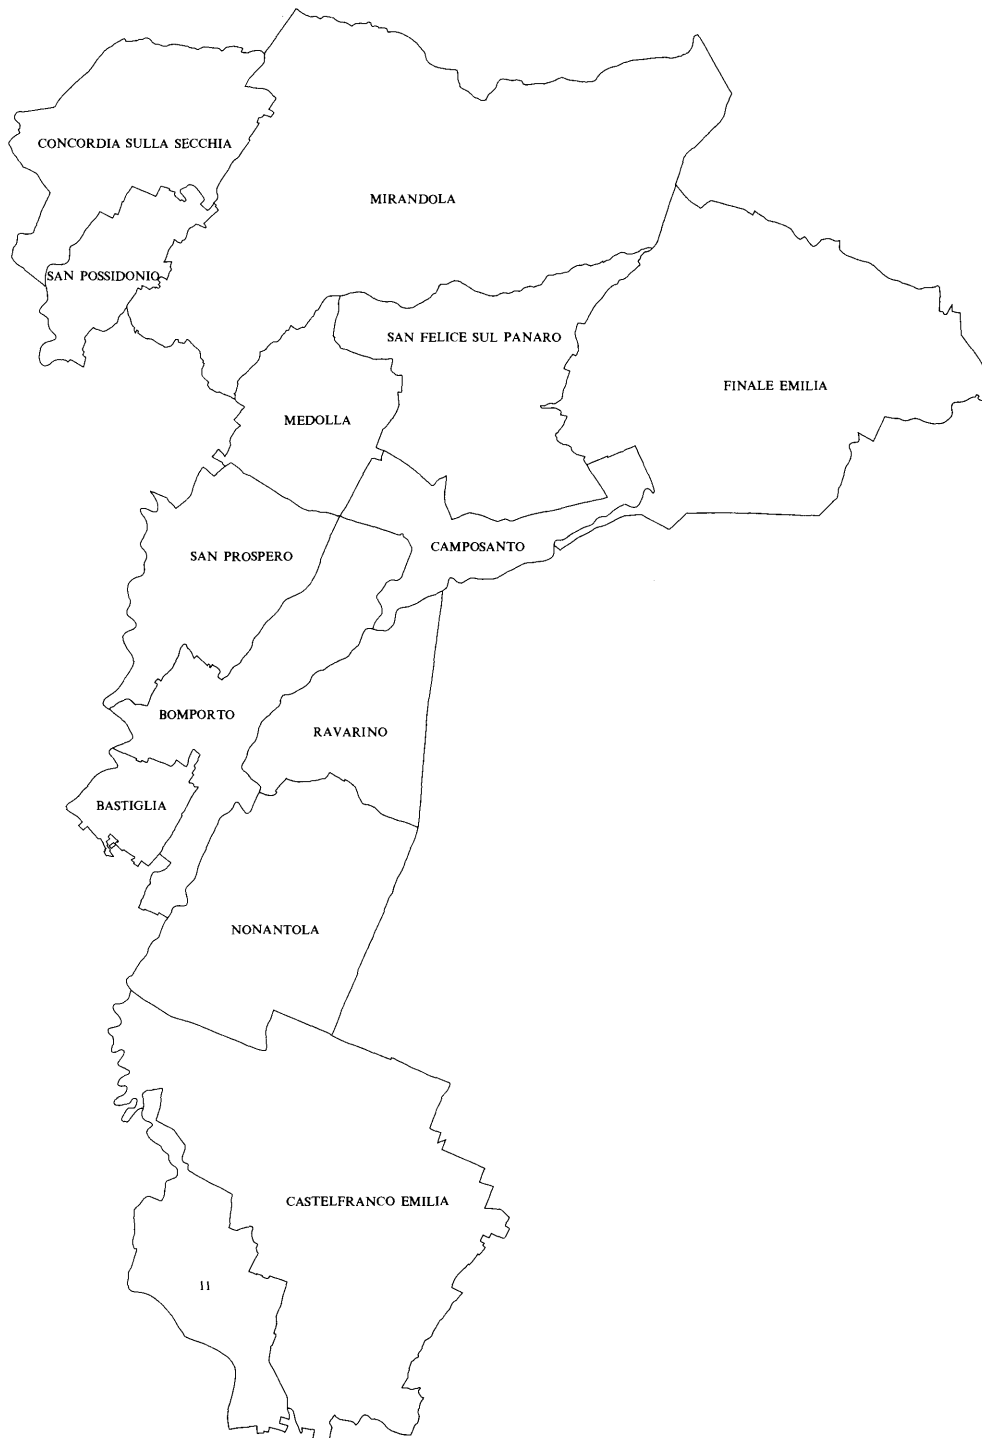 CONCORDIA SULLA SECCHIA
MIRANDOLA
SAN POSSIDONIO
SAN FELICE SUL PANARO
FINALE EMILIA
MEDOLLA
CAMPOSANTO
SAN PROSPERO
BOMPORTO
RAVARINO
BASTIGLIA
NONANTOLA
CASTELFRANCO EMILIA
11